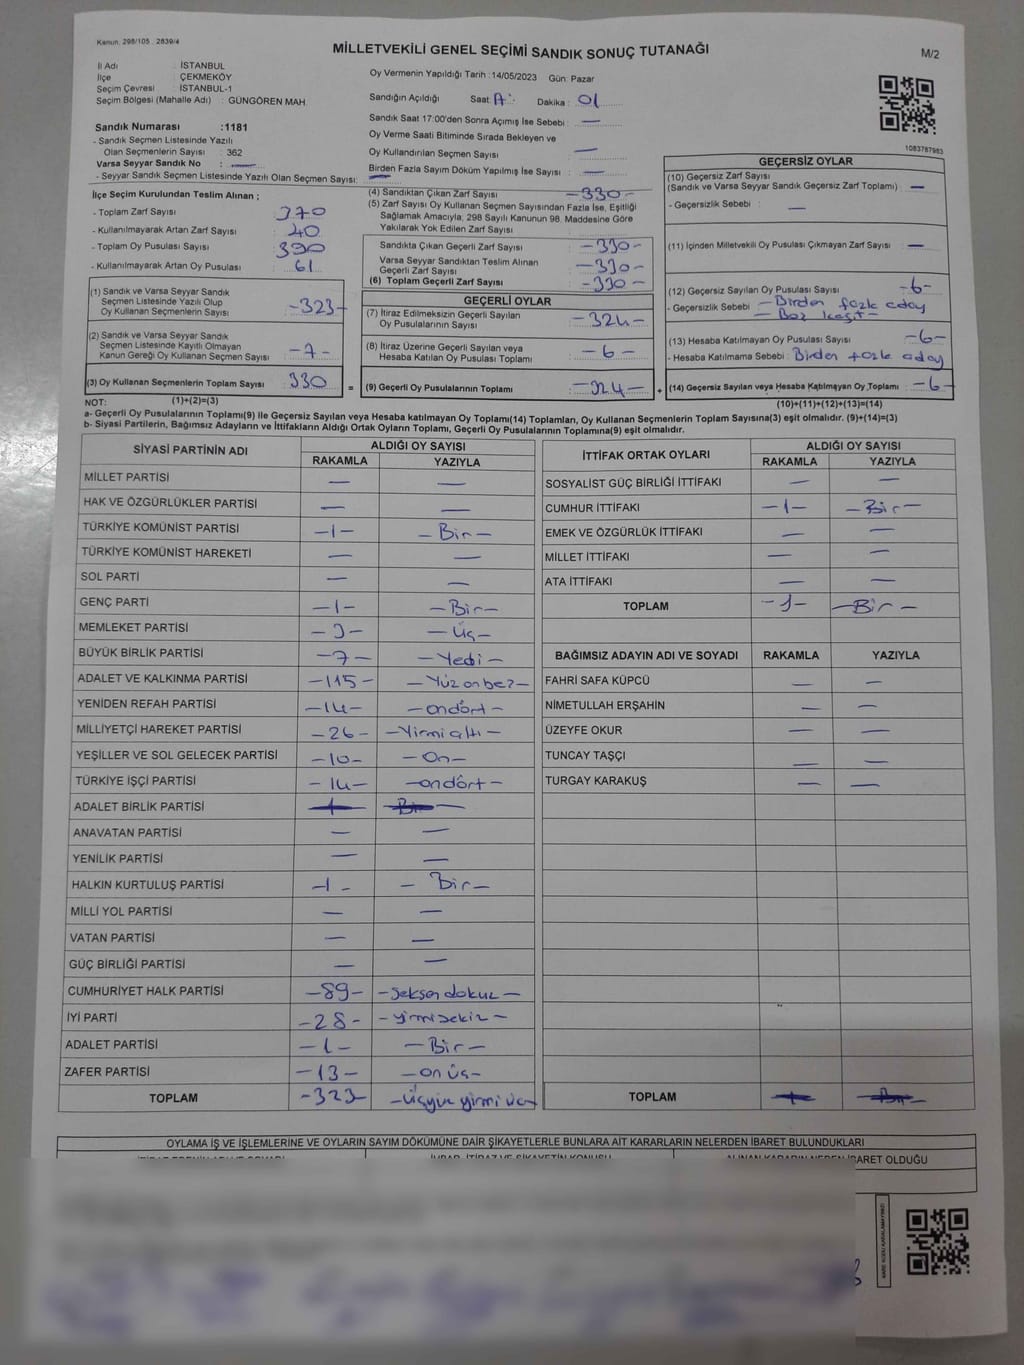 Kanun. 298/105 . 2839/4
MİLLETVEKİLİ GENEL SEÇİMİ SANDIK SONUÇ TUTANAĞI
M/2
İl Adı : İSTANBUL
İlçe : ÇEKMEKÖY
Seçim Çevresi : İSTANBUL-1
Seçim Bölgesi (Mahalle Adı) : GÜNGÖREN MAH.
Sandık Numarası :1181
- Sandık Seçmen Listesinde Yazılı
Olan Seçmenlerin Sayısı : 362
Varsa Seyyar Sandık No : —
- Seyyar Sandık Seçmen Listesinde Yazılı Olan Seçmen Sayısı: —
Oy Vermenin Yapıldığı Tarih : 14/05/2023 Gün: Pazar
Sandığın Açıldığı Saat Dakika : 01
Sandık Saat 17:00'den Sonra Açımış İse Sebebi : —
Oy Verme Saati Bitiminde Sırada Bekleyen ve
Oy Kullandırılan Seçmen Sayısı —
Birden Fazla Sayım Döküm Yapılmış İse Sayısı : —
1083787983
İlçe Seçim Kurulundan Teslim Alınan ;
- Toplam Zarf Sayısı : 370
- Kullanılmayarak Artan Zarf Sayısı : 40
- Toplam Oy Pusulası Sayısı : 390
- Kullanılmayarak Artan Oy Pusulası : 61
(1) Sandık ve Varsa Seyyar Sandık
Seçmen Listesinde Yazılı Olup
Oy Kullanan Seçmenlerin Sayısı -323-
(2) Sandık ve Varsa Seyyar Sandık
Seçmen Listesinde Kayıtlı Olmayan
Kanun Gereği Oy Kullanan Seçmen Sayısı -7-
(3) Oy Kullanan Seçmenlerin Toplam Sayısı 330 =
(4) Sandıktan Çıkan Zarf Sayısı -330-
(5) Zarf Sayısı Oy Kullanan Seçmen Sayısından Fazla İse, Eşitliği
Sağlamak Amacıyla, 298 Sayılı Kanunun 98. Maddesine Göre
Yakılarak Yok Edilen Zarf Sayısı :
Sandıkta Çıkan Geçerli Zarf Sayısı -330-
Varsa Seyyar Sandıktan Teslim Alınan
Geçerli Zarf Sayısı -330-
(6) Toplam Geçerli Zarf Sayısı -330-
GEÇERLİ OYLAR
(7) İtiraz Edilmeksizin Geçerli Sayılan
Oy Pusulalarının Sayısı -324-
(8) İtiraz Üzerine Geçerli Sayılan veya
Hesaba Katılan Oy Pusulası Toplamı -6-
(9) Geçerli Oy Pusulalarının Toplamı -324- +
GEÇERSİZ OYLAR
(10) Geçersiz Zarf Sayısı
(Sandık ve Varsa Seyyar Sandık Geçersiz Zarf Toplamı) —
- Geçersizlik Sebebi : —
(11) İçinden Milletvekili Oy Pusulası Çıkmayan Zarf Sayısı —
(12) Geçersiz Sayılan Oy Pusulası Sayısı -6-
- Geçersizlik Sebebi - Birden fazla aday
- Boş kağıt -
(13) Hesaba Katılmayan Oy Pusulası Sayısı -6-
- Hesaba Katılmama Sebebi : Birden fazla aday
(14) Geçersiz Sayılan veya Hesaba Katılmayan Oy Toplamı -6-
NOT: (1)+(2)=(3)
(10)+(11)+(12)+(13)=(14)
a- Geçerli Oy Pusulalarının Toplamı(9) ile Geçersiz Sayılan veya Hesaba katılmayan Oy Toplamı(14) Toplamları, Oy Kullanan Seçmenlerin Toplam Sayısına(3) eşit olmalıdır. (9)+(14)=(3)
b- Siyasi Partilerin, Bağımsız Adayların ve İttifakların Aldığı Ortak Oyların Toplamı, Geçerli Oy Pusulalarının Toplamına(9) eşit olmalıdır.
SİYASİ PARTİNİN ADI ALDIĞI OY SAYISI
RAKAMLA YAZIYLA
MİLLET PARTİSİ — —
HAK VE ÖZGÜRLÜKLER PARTİSİ — —
TÜRKİYE KOMÜNİST PARTİSİ -1- - Bir -
TÜRKİYE KOMÜNİST HAREKETİ — —
SOL PARTİ — —
GENÇ PARTİ -1- - Bir -
MEMLEKET PARTİSİ -3- - Üç -
BÜYÜK BİRLİK PARTİSİ -7- - Yedi -
ADALET VE KALKINMA PARTİSİ -115- - Yüz onbeş -
YENİDEN REFAH PARTİSİ -14- - ondört -
MİLLİYETÇİ HAREKET PARTİSİ -26- - Yirmi altı -
YEŞİLLER VE SOL GELECEK PARTİSİ -10- - On -
TÜRKİYE İŞÇİ PARTİSİ -14- - ondört -
ADALET BİRLİK PARTİSİ —
ANAVATAN PARTİSİ — —
YENİLİK PARTİSİ — —
HALKIN KURTULUŞ PARTİSİ -1- - Bir -
MİLLİ YOL PARTİSİ — —
VATAN PARTİSİ — —
GÜÇ BİRLİĞİ PARTİSİ — —
CUMHURİYET HALK PARTİSİ -89- - Seksen dokuz -
İYİ PARTİ -28- - yirmi sekiz -
ADALET PARTİSİ -1- - Bir -
ZAFER PARTİSİ -13- - on üç -
TOPLAM -323- - Üçyüz yirmi üç
İTTİFAK ORTAK OYLARI ALDIĞI OY SAYISI
RAKAMLA YAZIYLA
SOSYALİST GÜÇ BİRLİĞİ İTTİFAKI — —
CUMHUR İTTİFAKI -1- - Bir -
EMEK VE ÖZGÜRLÜK İTTİFAKI — —
MİLLET İTTİFAKI — —
ATA İTTİFAKI — —
TOPLAM -1- - Bir -
BAĞIMSIZ ADAYIN ADI VE SOYADI RAKAMLA YAZIYLA
FAHRİ SAFA KÜPCÜ — —
NİMETULLAH ERŞAHİN — —
ÜZEYFE OKUR — —
TUNCAY TAŞÇI — —
TURGAY KARAKUŞ — —
TOPLAM
OYLAMA İŞ VE İŞLEMLERİNE VE OYLARIN SAYIM DÖKÜMÜNE DAİR ŞİKAYETLERLE BUNLARA AİT KARARLARIN NELERDEN İBARET BULUNDUKLARI
ALINAN KARARIN NEDEN İBARET OLDUĞU
KARE KODU KARALAMAYINIZ!